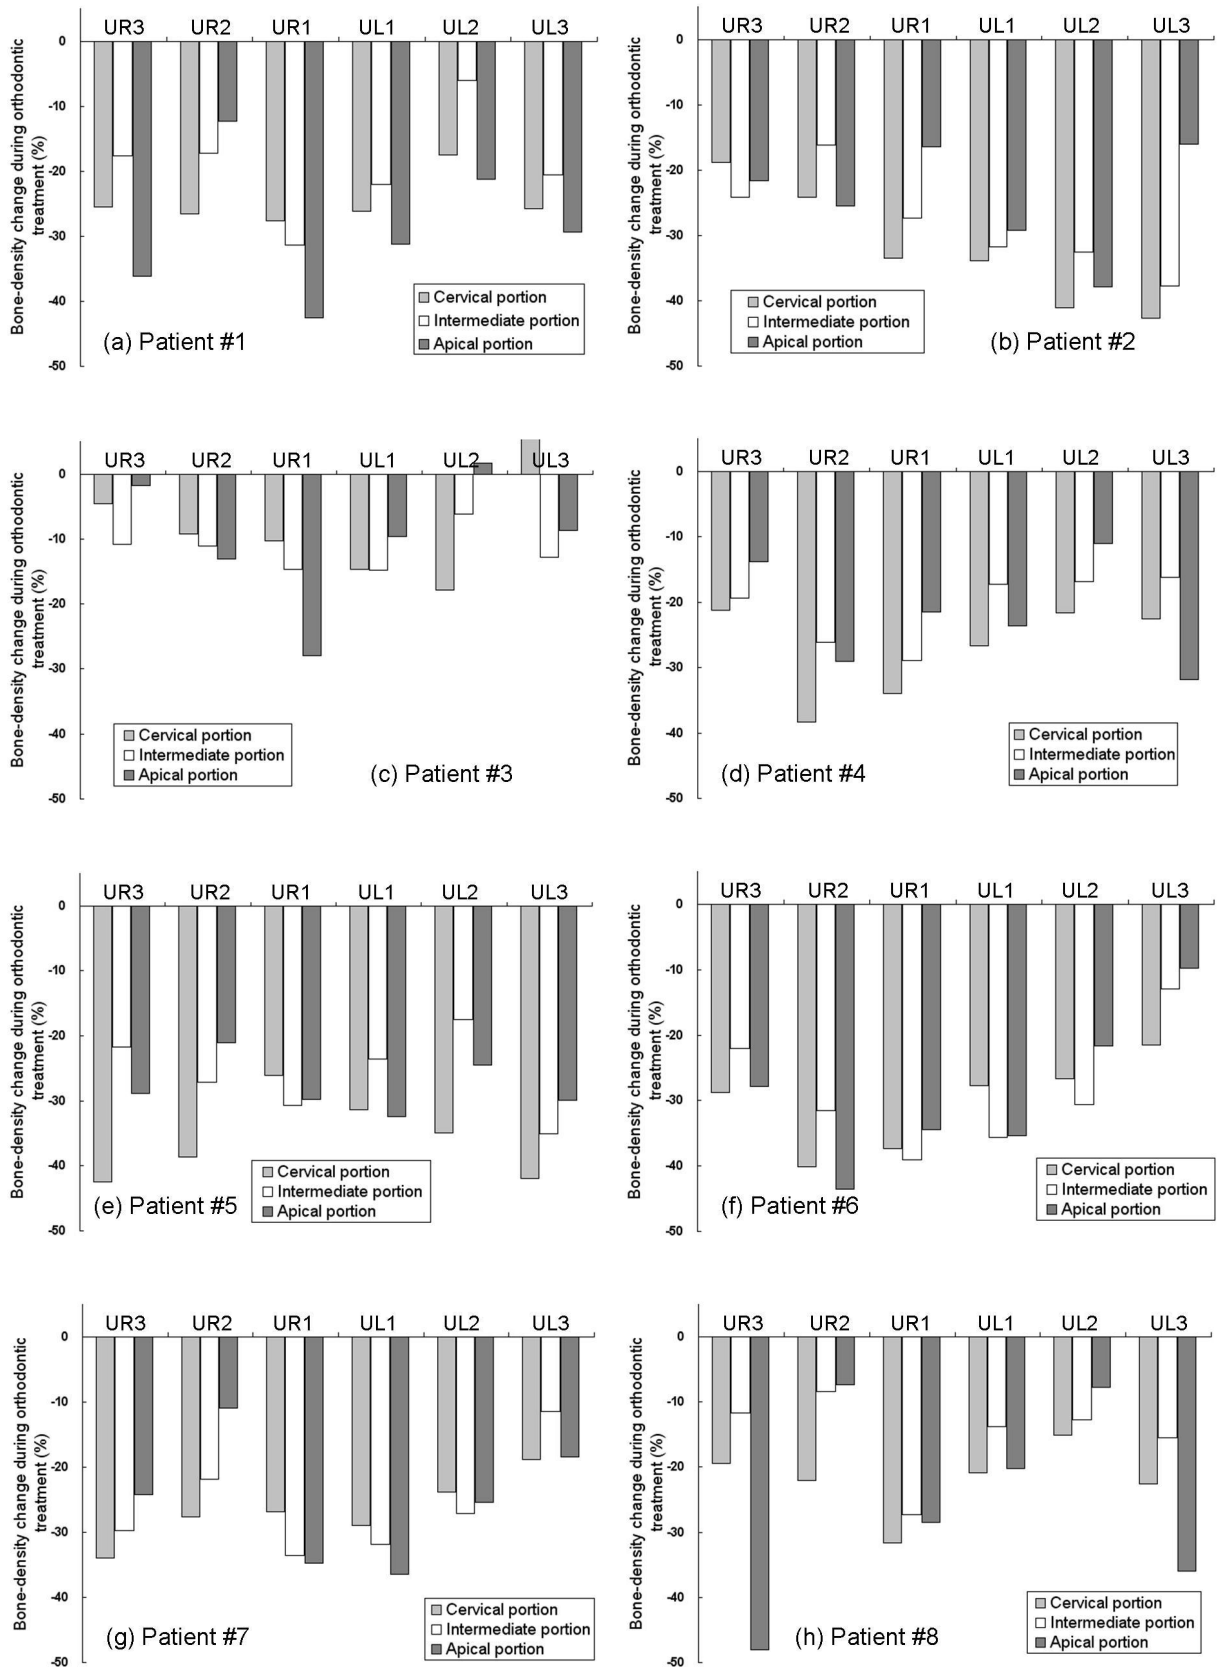 UR3 UR2 UR1 UL1 UL2 UL3
0
-10
-20
-30
-40
-50
Bone-density change during orthodontic
treatment (%)
Cervical portion
Intermediate portion
Apical portion
(a) Patient #1
UR3 UR2 UR1 UL1 UL2 UL3
0
-10
-20
-30
-40
-50
Bone-density change during orthodontic
treatment (%)
Cervical portion
Intermediate portion
Apical portion
(b) Patient #2
UR3 UR2 UR1 UL1 UL2 UL3
0
-10
-20
-30
-40
-50
Bone-density change during orthodontic
treatment (%)
Cervical portion
Intermediate portion
Apical portion
(c) Patient #3
UR3 UR2 UR1 UL1 UL2 UL3
0
-10
-20
-30
-40
-50
Bone-density change during orthodontic
treatment (%)
Cervical portion
Intermediate portion
Apical portion
(d) Patient #4
UR3 UR2 UR1 UL1 UL2 UL3
0
-10
-20
-30
-40
-50
Bone-density change during orthodontic
treatment (%)
Cervical portion
Intermediate portion
Apical portion
(e) Patient #5
UR3 UR2 UR1 UL1 UL2 UL3
0
-10
-20
-30
-40
-50
Bone-density change during orthodontic
treatment (%)
Cervical portion
Intermediate portion
Apical portion
(f) Patient #6
UR3 UR2 UR1 UL1 UL2 UL3
0
-10
-20
-30
-40
-50
Bone-density change during orthodontic
treatment (%)
Cervical portion
Intermediate portion
Apical portion
(g) Patient #7
UR3 UR2 UR1 UL1 UL2 UL3
0
-10
-20
-30
-40
-50
Bone-density change during orthodontic
treatment (%)
Cervical portion
Intermediate portion
Apical portion
(h) Patient #8